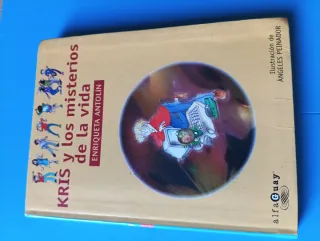 KRIS y los misterios
de la vida
ENRIQUETA ANTOLÍN
Ilustración de
ÁNGELES PEINADOR
alfaGuay